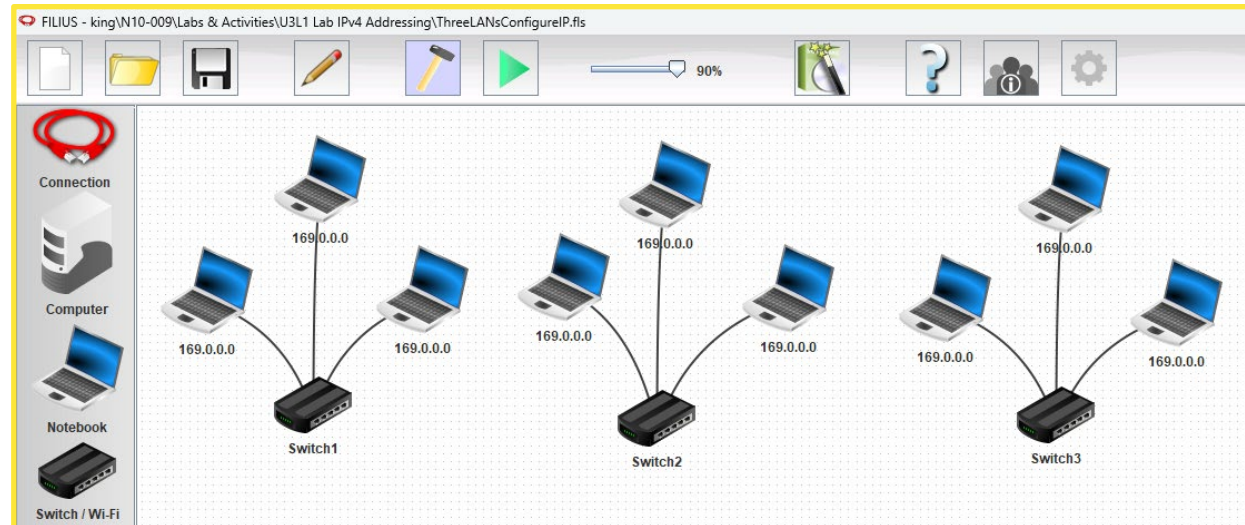 FILIUS - king\N10-009\Labs & Activities\U3L1 Lab IPv4 Addressing\ThreeLANsConfigureIP.fls
90%
Connection
Computer
Notebook
Switch / Wi-Fi
169.0.0.0
169.0.0.0
169.0.0.0
Switch1
169.0.0.0
169.0.0.0
169.0.0.0
Switch2
169.0.0.0
169.0.0.0
169.0.0.0
Switch3